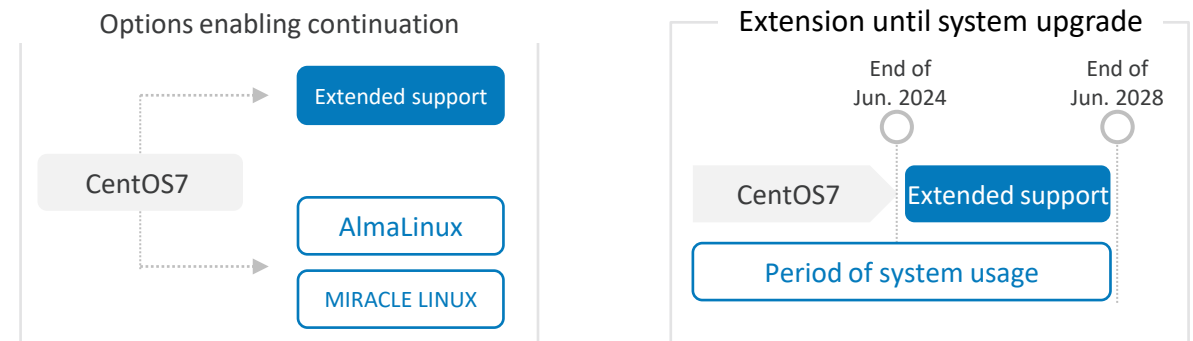 Options enabling continuation
Extended support
CentOS7
AlmaLinux
MIRACLE LINUX
Extension until system upgrade
End of
Jun. 2024
End of
Jun. 2028
CentOS7
Extended support
Period of system usage